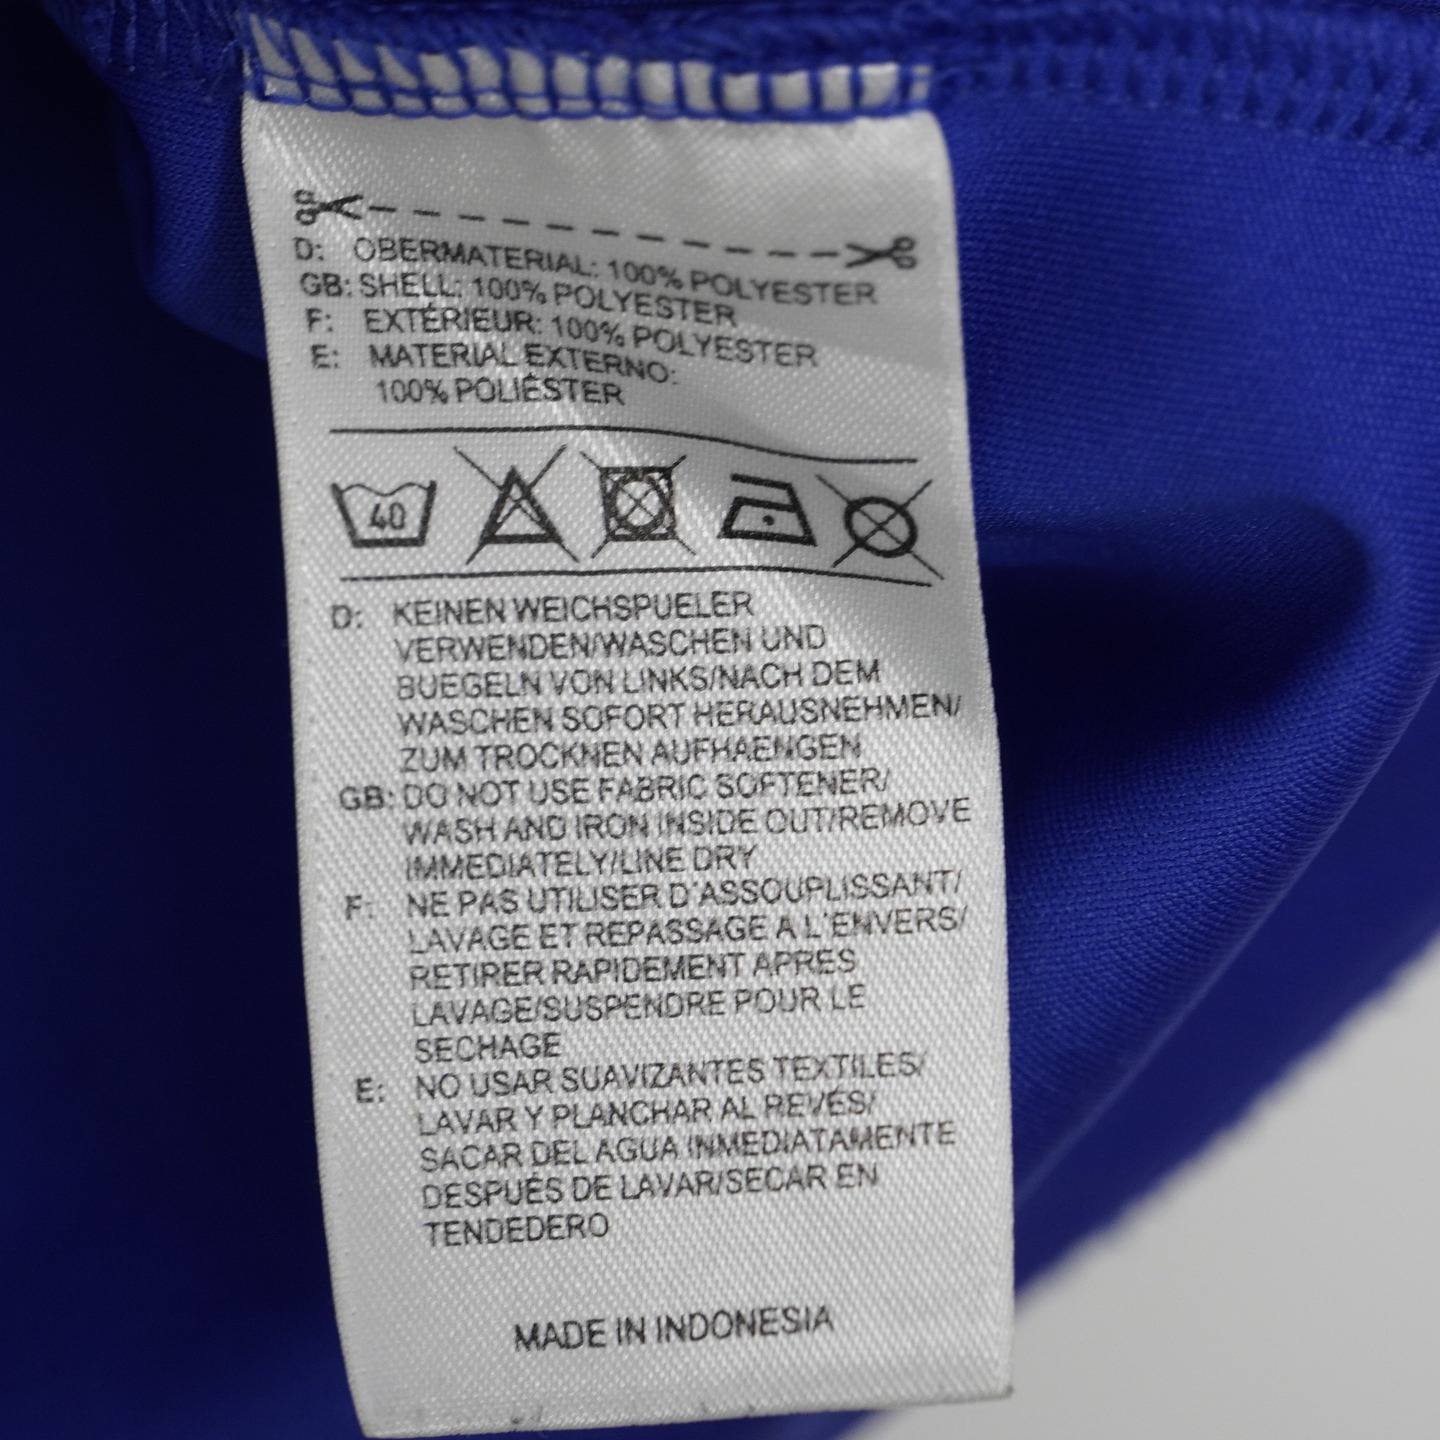 D: OBERMATERIAL: 100% POLYESTER
GB: SHELL: 100% POLYESTER
F: EXTÉRIEUR: 100% POLYESTER
E: MATERIAL EXTERNO:
100% POLIÉSTER
40
D: KEINEN WEICHSPUELER
VERWENDEN/WASCHEN UND
BUEGELN VON LINKS/NACH DEM
WASCHEN SOFORT HERAUSNEHMEN/
ZUM TROCKNEN AUFHAENGEN
GB: DO NOT USE FABRIC SOFTENER/
WASH AND IRON INSIDE OUT/REMOVE
IMMEDIATELY/LINE DRY
F: NE PAS UTILISER D'ASSOUPLISSANT/
LAVAGE ET REPASSAGE A L'ENVERS/
RETIRER RAPIDEMENT APRES
LAVAGE/SUSPENDRE POUR LE
SECHAGE
E: NO USAR SUAVIZANTES TEXTILES/
LAVAR Y PLANCHAR AL REVÉS/
SACAR DEL AGUA INMEDIATAMENTE
DESPUÉS DE LAVAR/SECAR EN
TENDEDERO
MADE IN INDONESIA